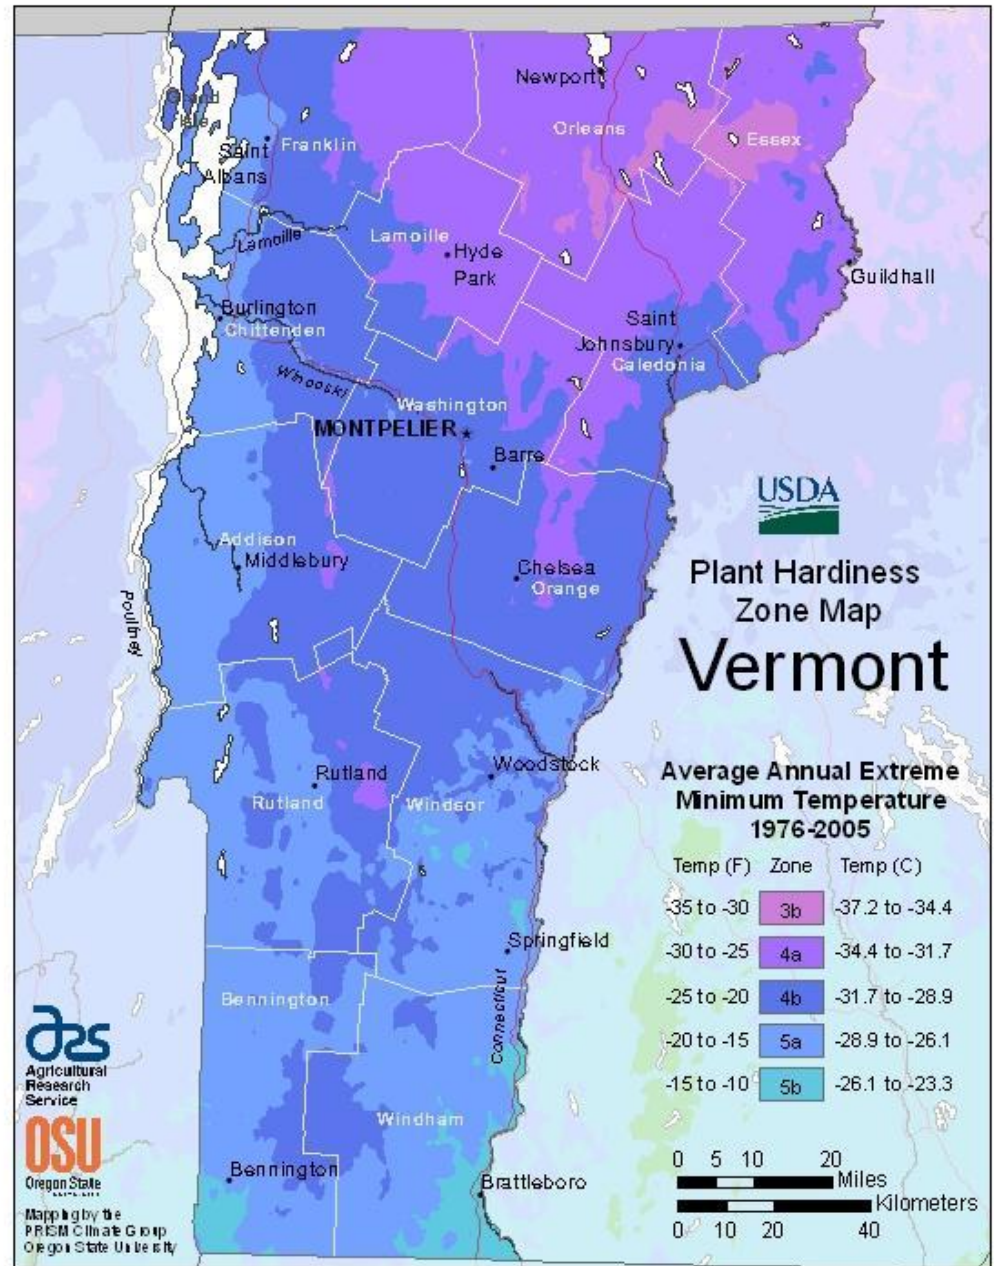 Newport
Orleans
Essex
Grand
Isle
Franklin
Saint
Albans
Lamoille
Lamoille
Hyde
Park
Guildhall
Burlington
Chittenden
Saint
Johnsbury
Caledonia
Winooski
Washington
MONTPELIER
Barre
Addison
Middlebury
Chelsea
Orange
Poultney
Rutland
Rutland
Woodstock
Windsor
Springfield
Connecticut
Bennington
Windham
Bennington
Brattleboro
USDA
Plant Hardiness
Zone Map
Vermont
Average Annual Extreme
Minimum Temperature
1976-2005
Temp (F) Zone Temp (C)
-35 to -30 3b -37.2 to -34.4
-30 to -25 4a -34.4 to -31.7
-25 to -20 4b -31.7 to -28.9
-20 to -15 5a -28.9 to -26.1
-15 to -10 5b -26.1 to -23.3
0 5 10 20
Miles
Kilometers
0 10 20 40
ars
Agricultural
Research
Service
OSU
Oregon State
Mapping by the
PRISM Climate Group
Oregon State University